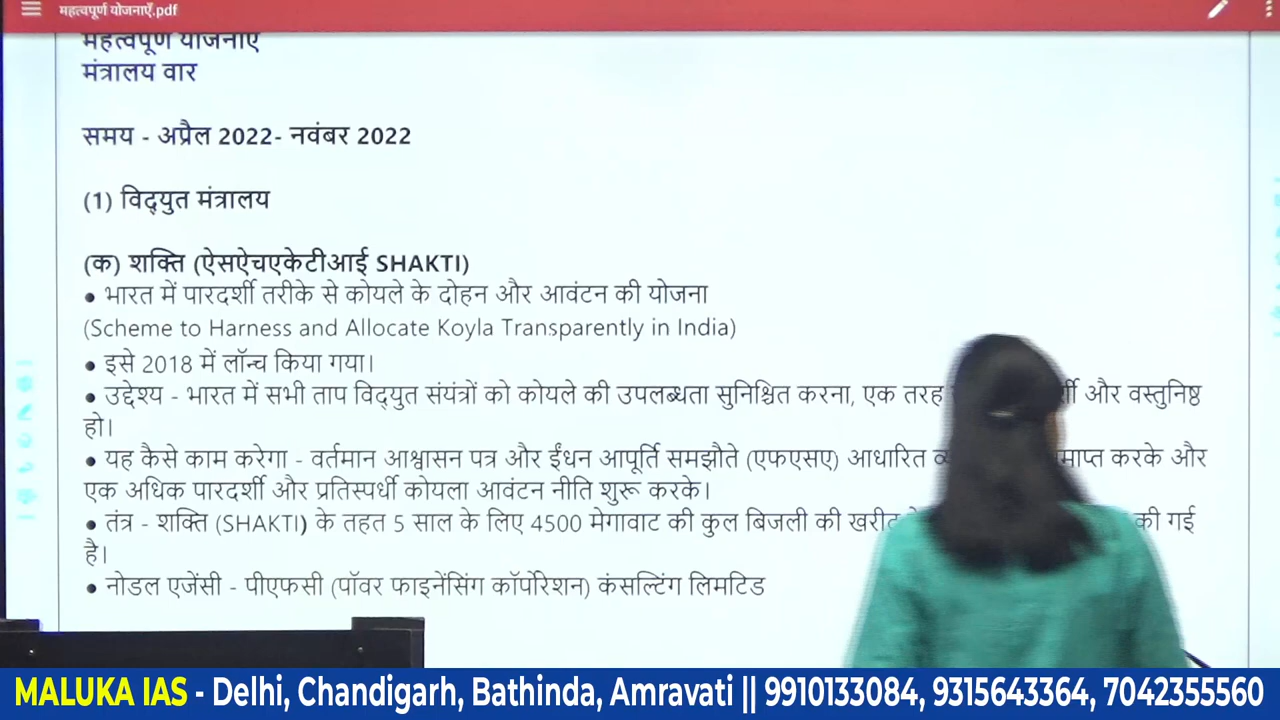 महत्वपूर्ण योजनाएँ.pdf
महत्वपूर्ण योजनाएँ
मंत्रालय वार
समय - अप्रैल 2022- नवंबर 2022
(1) विद्युत मंत्रालय
(क) शक्ति (ऐसऐचएकेटीआई SHAKTI)
• भारत में पारदर्शी तरीके से कोयले के दोहन और आवंटन की योजना
(Scheme to Harness and Allocate Koyla Transparently in India)
• इसे 2018 में लॉन्च किया गया।
• उद्देश्य - भारत में सभी ताप विद्युत संयंत्रों को कोयले की उपलब्धता सुनिश्चित करना, एक तरह और वस्तुनिष्ठ
हो।
• यह कैसे काम करेगा - वर्तमान आश्वासन पत्र और ईंधन आपूर्ति समझौते (एफएसए) आधारित करके और
एक अधिक पारदर्शी और प्रतिस्पर्धी कोयला आवंटन नीति शुरू करके।
• तंत्र - शक्ति (SHAKTI) के तहत 5 साल के लिए 4500 मेगावाट की कुल बिजली की खरीद की गई
है।
• नोडल एजेंसी - पीएफसी (पॉवर फाइनेंसिंग कॉर्पोरेशन) कंसल्टिंग लिमटिड
MALUKA IAS - Delhi, Chandigarh, Bathinda, Amravati || 9910133084, 9315643364, 7042355560